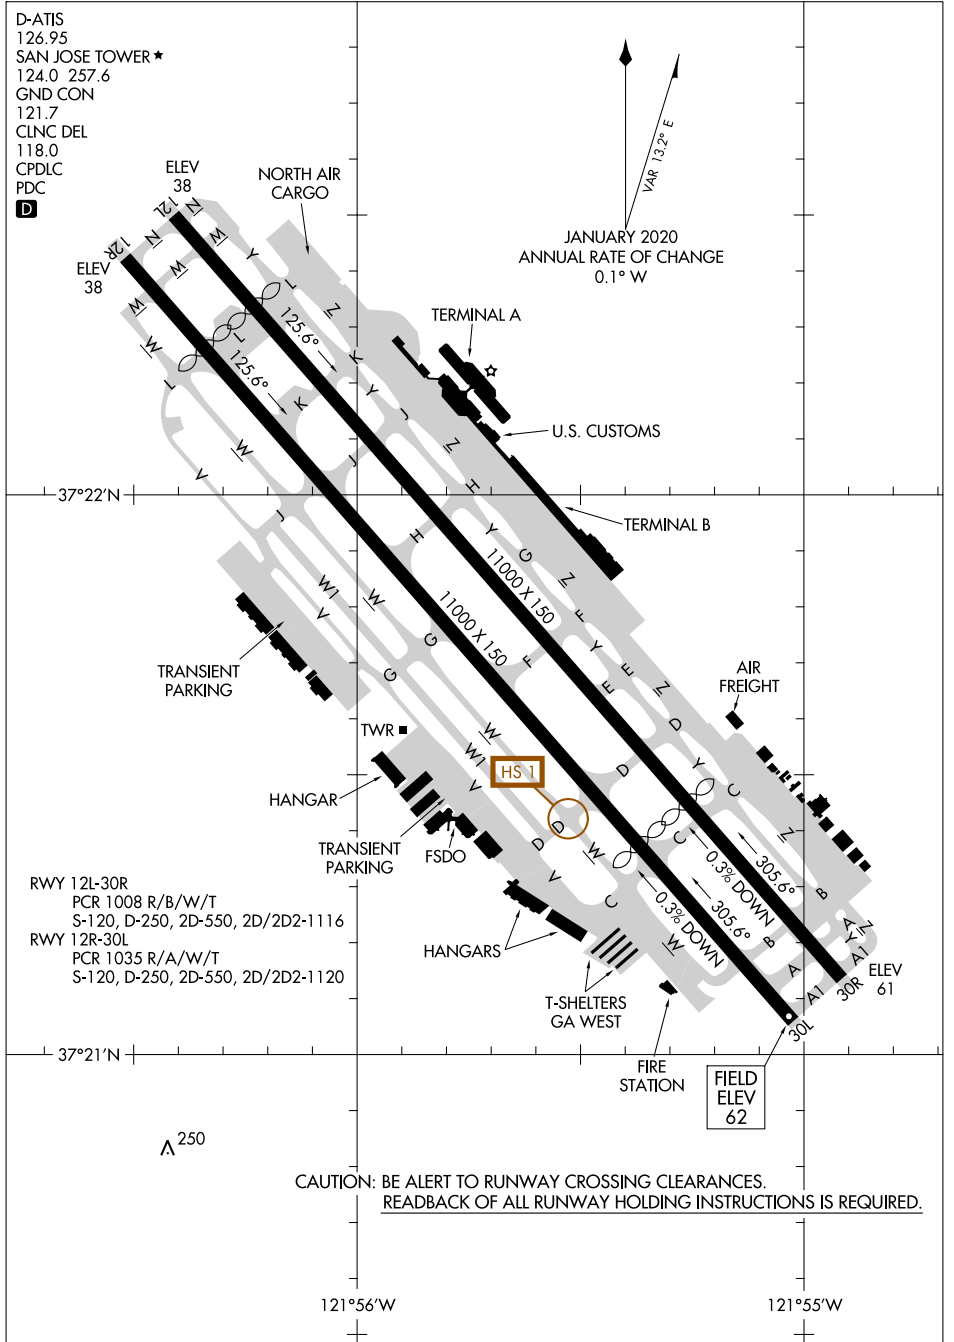 D-ATIS
126.95
SAN JOSE TOWER★
124.0 257.6
GND CON
121.7
CLNC DEL
118.0
CPDLC
PDC
D
VAR 13.2° E
JANUARY 2020
ANNUAL RATE OF CHANGE
0.1° W
ELEV
38
NORTH AIR
CARGO
12L
12R
ELEV
38
N
N
W
W
Y
W
W
L
Z
L
L
125.6°
125.6°
TERMINAL A
K
K
Y
J
Z
U.S. CUSTOMS
W
J
V
H
37°22'N
J
TERMINAL B
Y
G
H
Z
11000 X 150
11000 X 150
W1
W
V
F
Y
G
F
E
E
Z
TRANSIENT
PARKING
G
AIR
FREIGHT
D
TWR
W
W1
Y
HS 1
D
V
C
HANGAR
Z
TRANSIENT
PARKING
FSDO
D
D
W
C
0.3% DOWN
305.6°
V
C
0.3% DOWN
305.6°
B
RWY 12L-30R
PCR 1008 R/B/W/T
S-120, D-250, 2D-550, 2D/2D2-1116
RWY 12R-30L
PCR 1035 R/A/W/T
S-120, D-250, 2D-550, 2D/2D2-1120
HANGARS
W
B
A
Z
Y
A
A1
A1
30R
ELEV
61
T-SHELTERS
GA WEST
30L
37°21'N
FIRE
STATION
FIELD
ELEV
62
250
CAUTION: BE ALERT TO RUNWAY CROSSING CLEARANCES.
READBACK OF ALL RUNWAY HOLDING INSTRUCTIONS IS REQUIRED.
121°56'W
121°55'W